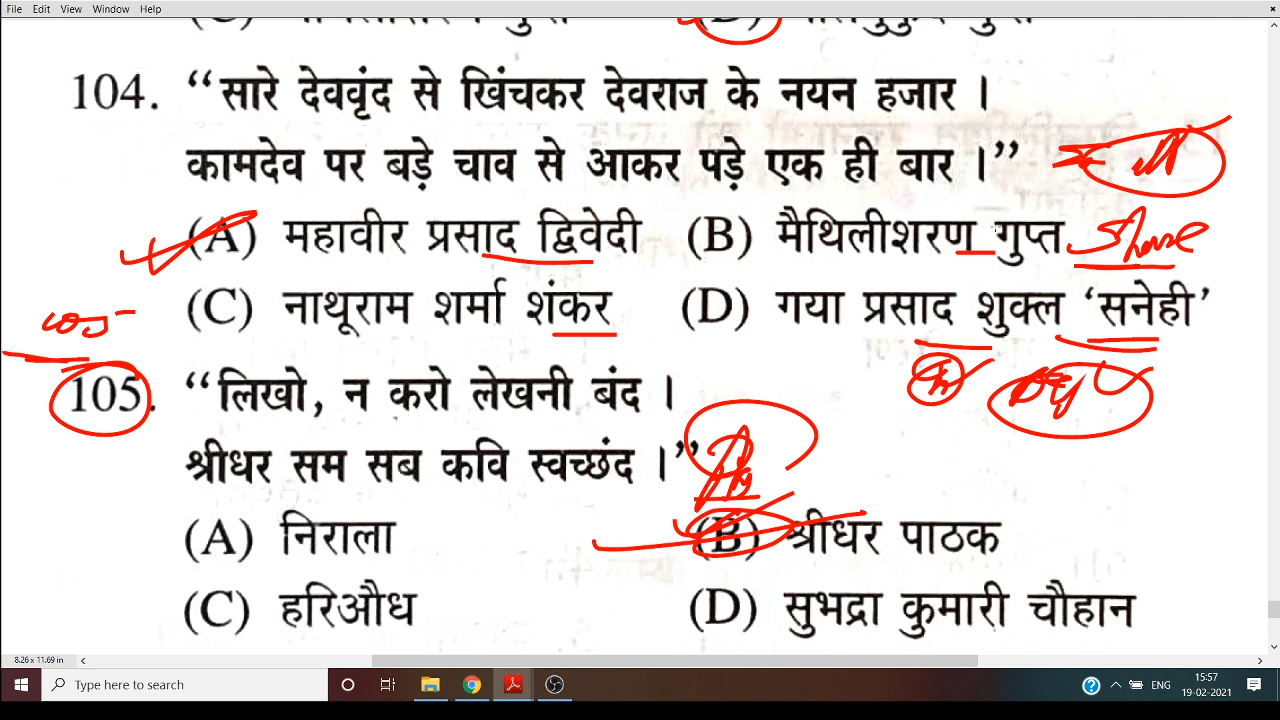 File Edit View Window Help
104. “सारे देववृंद से खिंचकर देवराज के नयन हजार ।
कामदेव पर बड़े चाव से आकर पड़े एक ही बार ।”
(A) महावीर प्रसाद द्विवेदी (B) मैथिलीशरण गुप्त
(C) नाथूराम शर्मा शंकर (D) गया प्रसाद शुक्ल ‘सनेही’
105. “लिखो, न करो लेखनी बंद ।
श्रीधर सम सब कवि स्वच्छंद ।”
(A) निराला (B) श्रीधर पाठक
(C) हरिऔध (D) सुभद्रा कुमारी चौहान
8.26 x 11.69 in
Type here to search ENG 15:57
19-02-2021